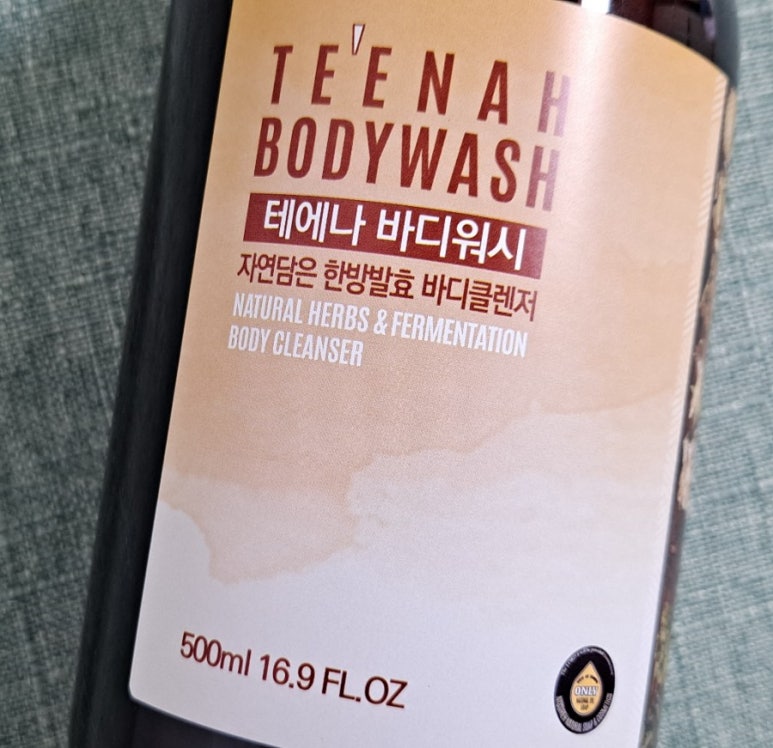 TE'ENAH
BODYWASH
테에나 바디워시
자연담은 한방발효 바디클렌저
NATURAL HERBS & FERMENTATION
BODY CLEANSER
500ml 16.9 FL.OZ
ONLY